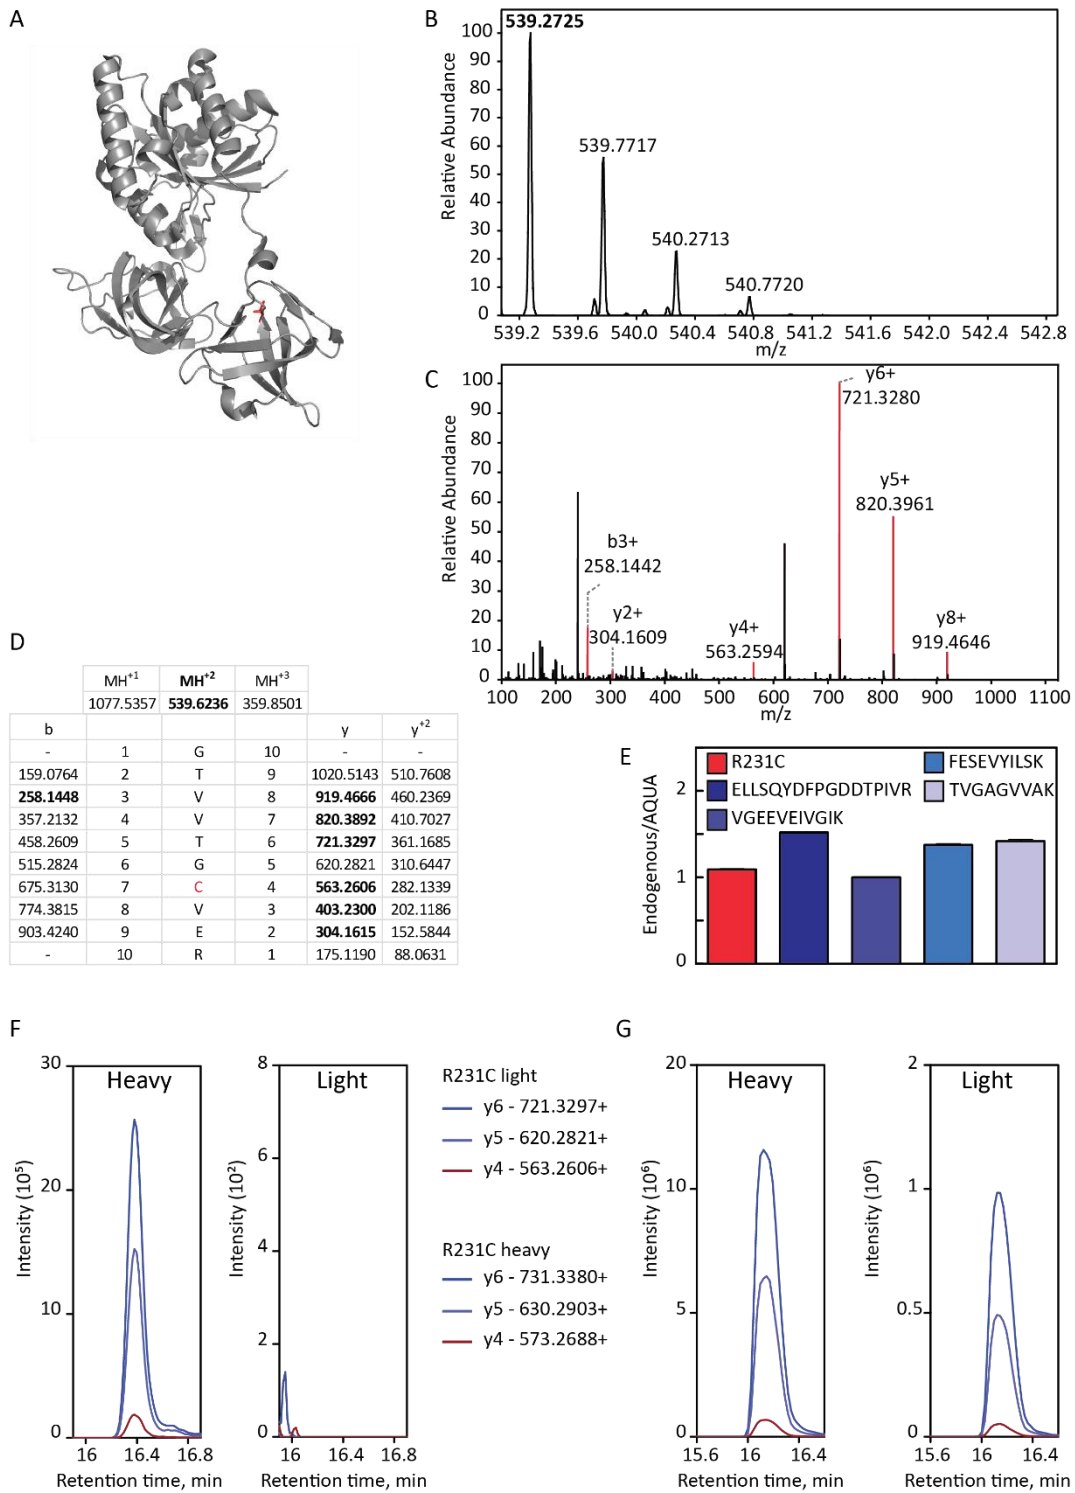 A
B
539.2725
539.7717
540.2713
540.7720
100
90
80
70
60
50
40
30
20
10
0
Relative Abundance
539.2 539.6 540.0 540.4 540.8 541.2 541.6 542.0 542.4 542.8
m/z
C
y6+
721.3280
y5+
820.3961
b3+
258.1442
y2+
304.1609
y4+
563.2594
y8+
919.4646
100
90
80
70
60
50
40
30
20
10
0
Relative Abundance
100 200 300 400 500 600 700 800 900 1000 1100
m/z
D
MH+1 MH+2 MH+3
1077.5357 539.6236 359.8501
b y y+2
- 1 G 10 - -
159.0764 2 T 9 1020.5143 510.7608
258.1448 3 V 8 919.4666 460.2369
357.2132 4 V 7 820.3892 410.7027
458.2609 5 T 6 721.3297 361.1685
515.2824 6 G 5 620.2821 310.6447
675.3130 7 C 4 563.2606 282.1339
774.3815 8 V 3 403.2300 202.1186
903.4240 9 E 2 304.1615 152.5844
- 10 R 1 175.1190 88.0631
E
R231C FESEVYILSK
ELLSQYDFPGDDTPIVR TVGAGVVAK
VGEEVEIVGIK
2
1
0
Endogenous/AQUA
F
30
20
10
0
Heavy
Intensity (10⁵)
16 16.4 16.8
Retention time, min
8
6
4
2
0
Light
Intensity (10²)
16 16.4 16.8
Retention time, min
R231C light
y6 - 721.3297+
y5 - 620.2821+
y4 - 563.2606+
R231C heavy
y6 - 731.3380+
y5 - 630.2903+
y4 - 573.2688+
G
20
10
5
0
Heavy
Intensity (10⁶)
15.6 16 16.4
Retention time, min
2
1
0.5
0
Light
Intensity (10⁶)
15.6 16 16.4
Retention time, min